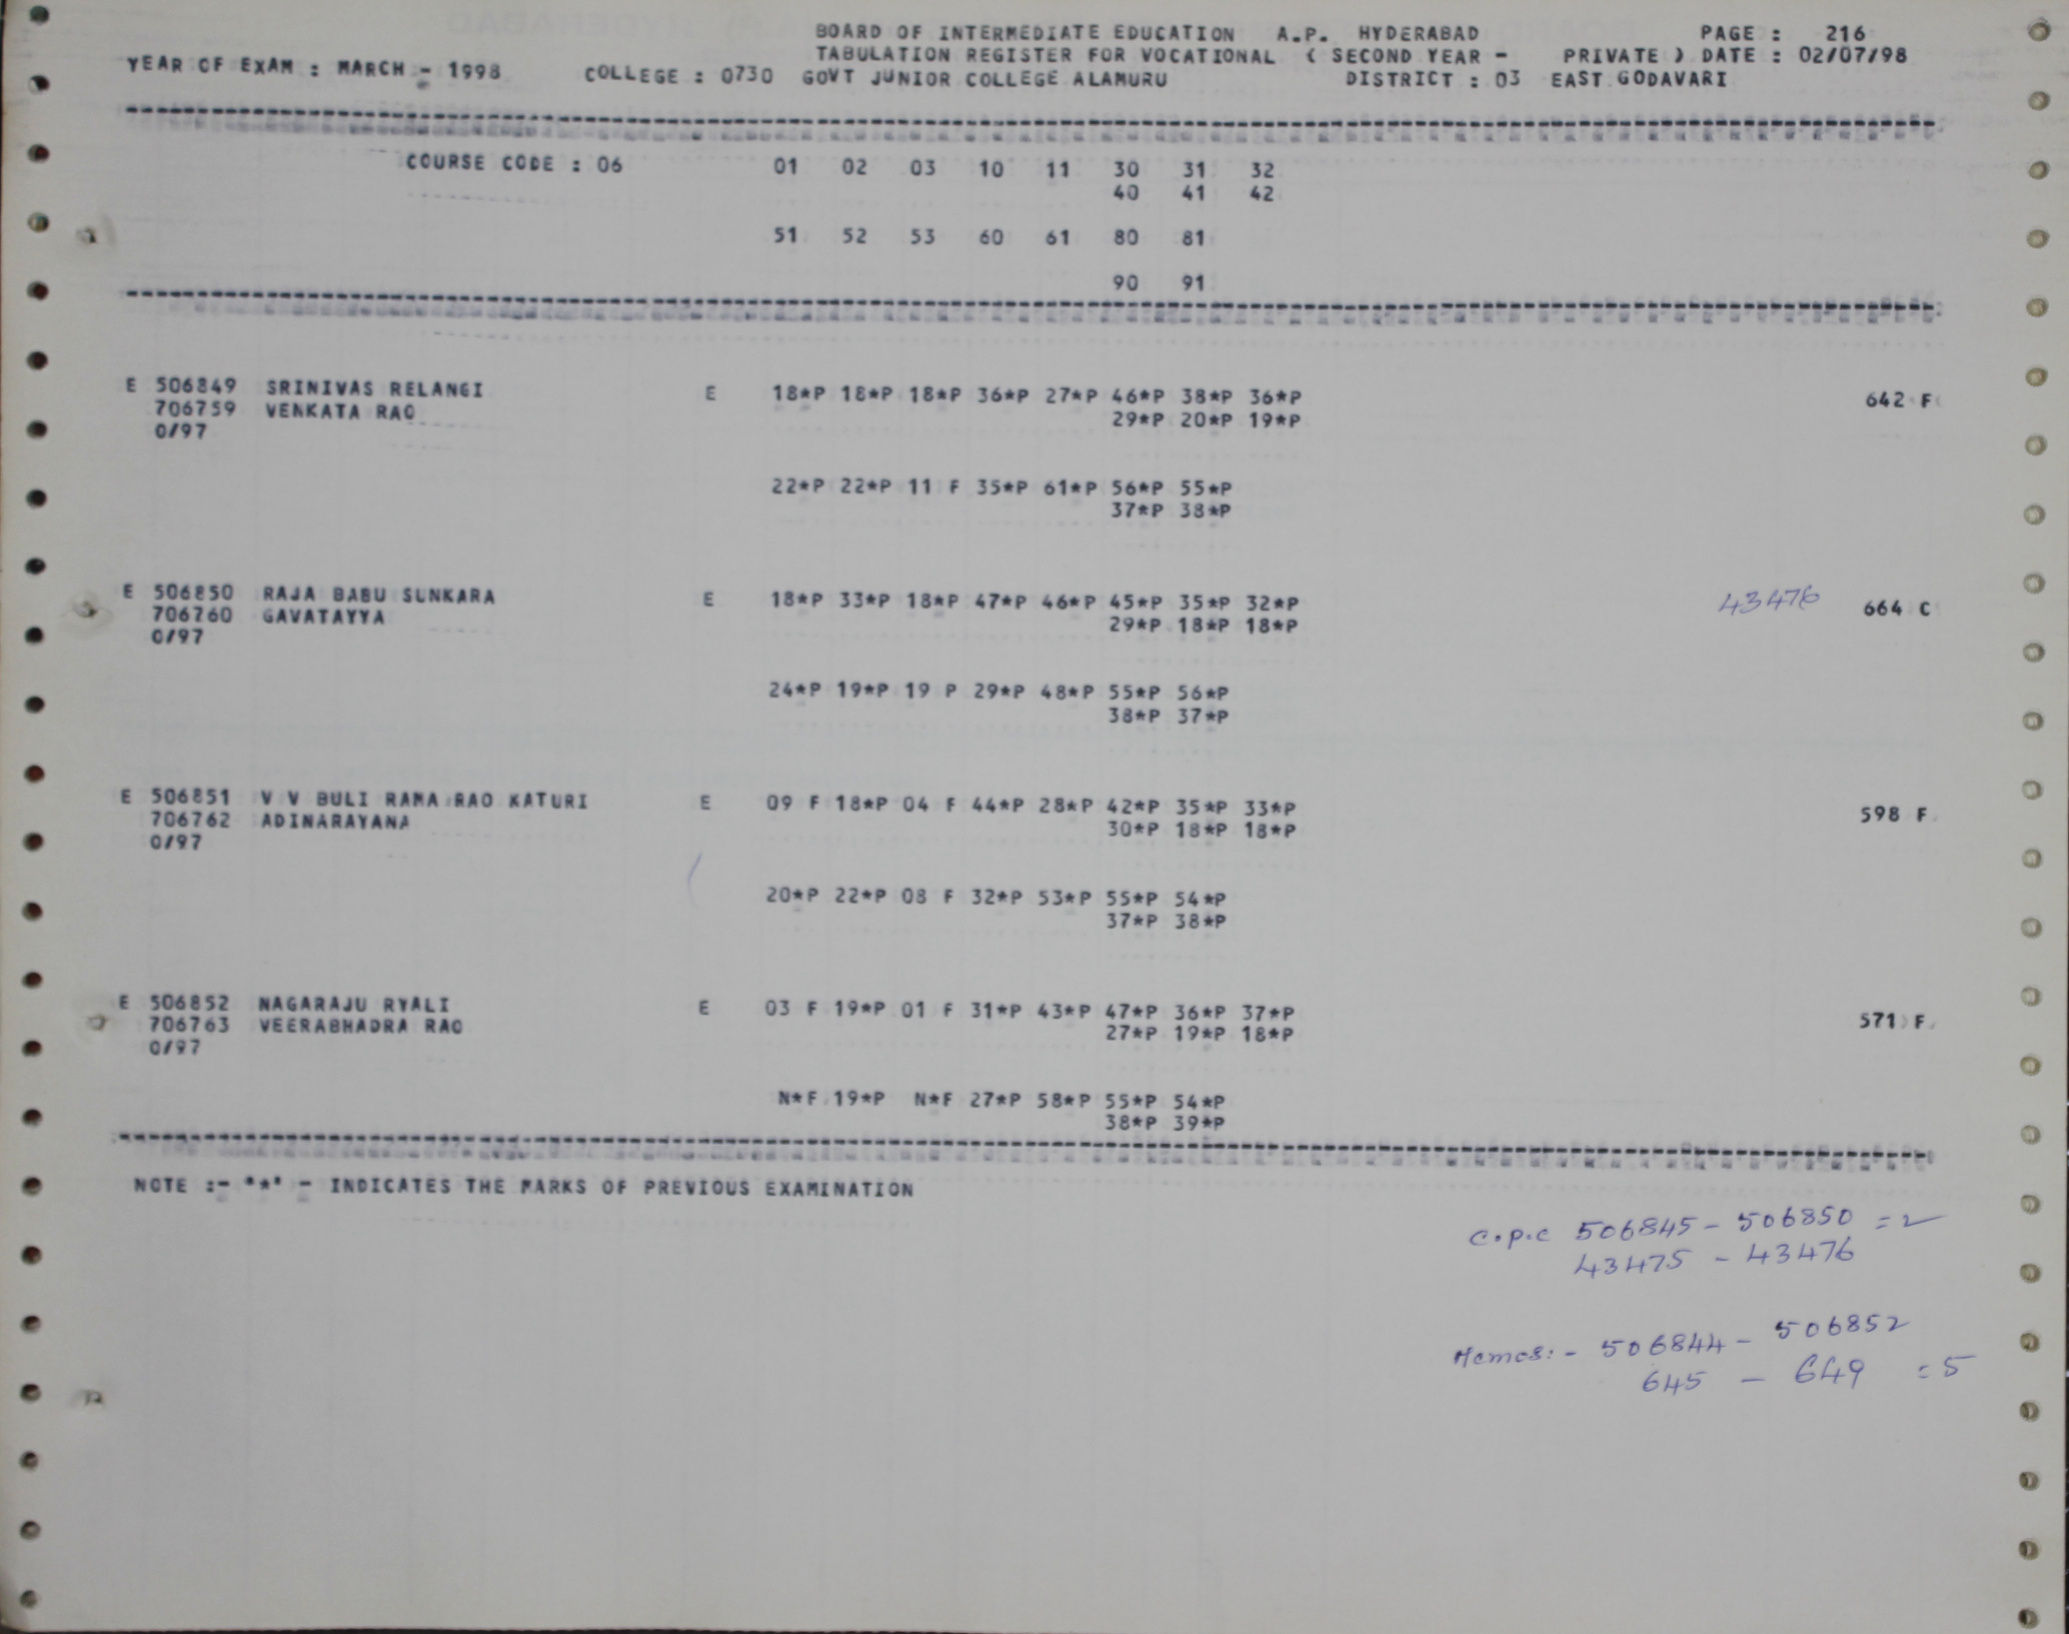 BOARD OF INTERMEDIATE EDUCATION A.P. HYDERABAD PAGE : 216
TABULATION REGISTER FOR VOCATIONAL ( SECOND YEAR - PRIVATE ) DATE : 02/07/98
YEAR OF EXAM : MARCH - 1998 COLLEGE : 0730 GOVT JUNIOR COLLEGE ALAMURU DISTRICT : 03 EAST GODAVARI
COURSE CODE : 06 01 02 03 10 11 30 31 32
40 41 42
51 52 53 60 61 80 81
90 91
E 506849 SRINIVAS RELANGI E 18*P 18*P 18*P 36*P 27*P 46*P 38*P 36*P 642 F
706759 VENKATA RAO 29*P 20*P 19*P
0/97
22*P 22*P 11 F 35*P 61*P 56*P 55*P
37*P 38*P
E 506850 RAJA BABU SUNKARA E 18*P 33*P 18*P 47*P 46*P 45*P 35*P 32*P 43476 664 C
706760 GAVATAYYA 29*P 18*P 18*P
0/97
24*P 19*P 19 P 29*P 48*P 55*P 56*P
38*P 37*P
E 506851 V V BULI RAMA RAO KATURI E 09 F 18*P 04 F 44*P 28*P 42*P 35*P 33*P 598 F
706762 ADINARAYANA 30*P 18*P 18*P
0/97
20*P 22*P 08 F 32*P 53*P 55*P 54*P
37*P 38*P
E 506852 NAGARAJU RYALI E 03 F 19*P 01 F 31*P 43*P 47*P 36*P 37*P 571 F
706763 VEERABHADRA RAO 27*P 19*P 18*P
0/97
N*F 19*P N*F 27*P 58*P 55*P 54*P
38*P 39*P
NOTE :- "*" - INDICATES THE MARKS OF PREVIOUS EXAMINATION
C.P.C 506845 - 506850 = 2
43475 - 43476
Memos:- 506844 - 506852
645 - 649 = 5